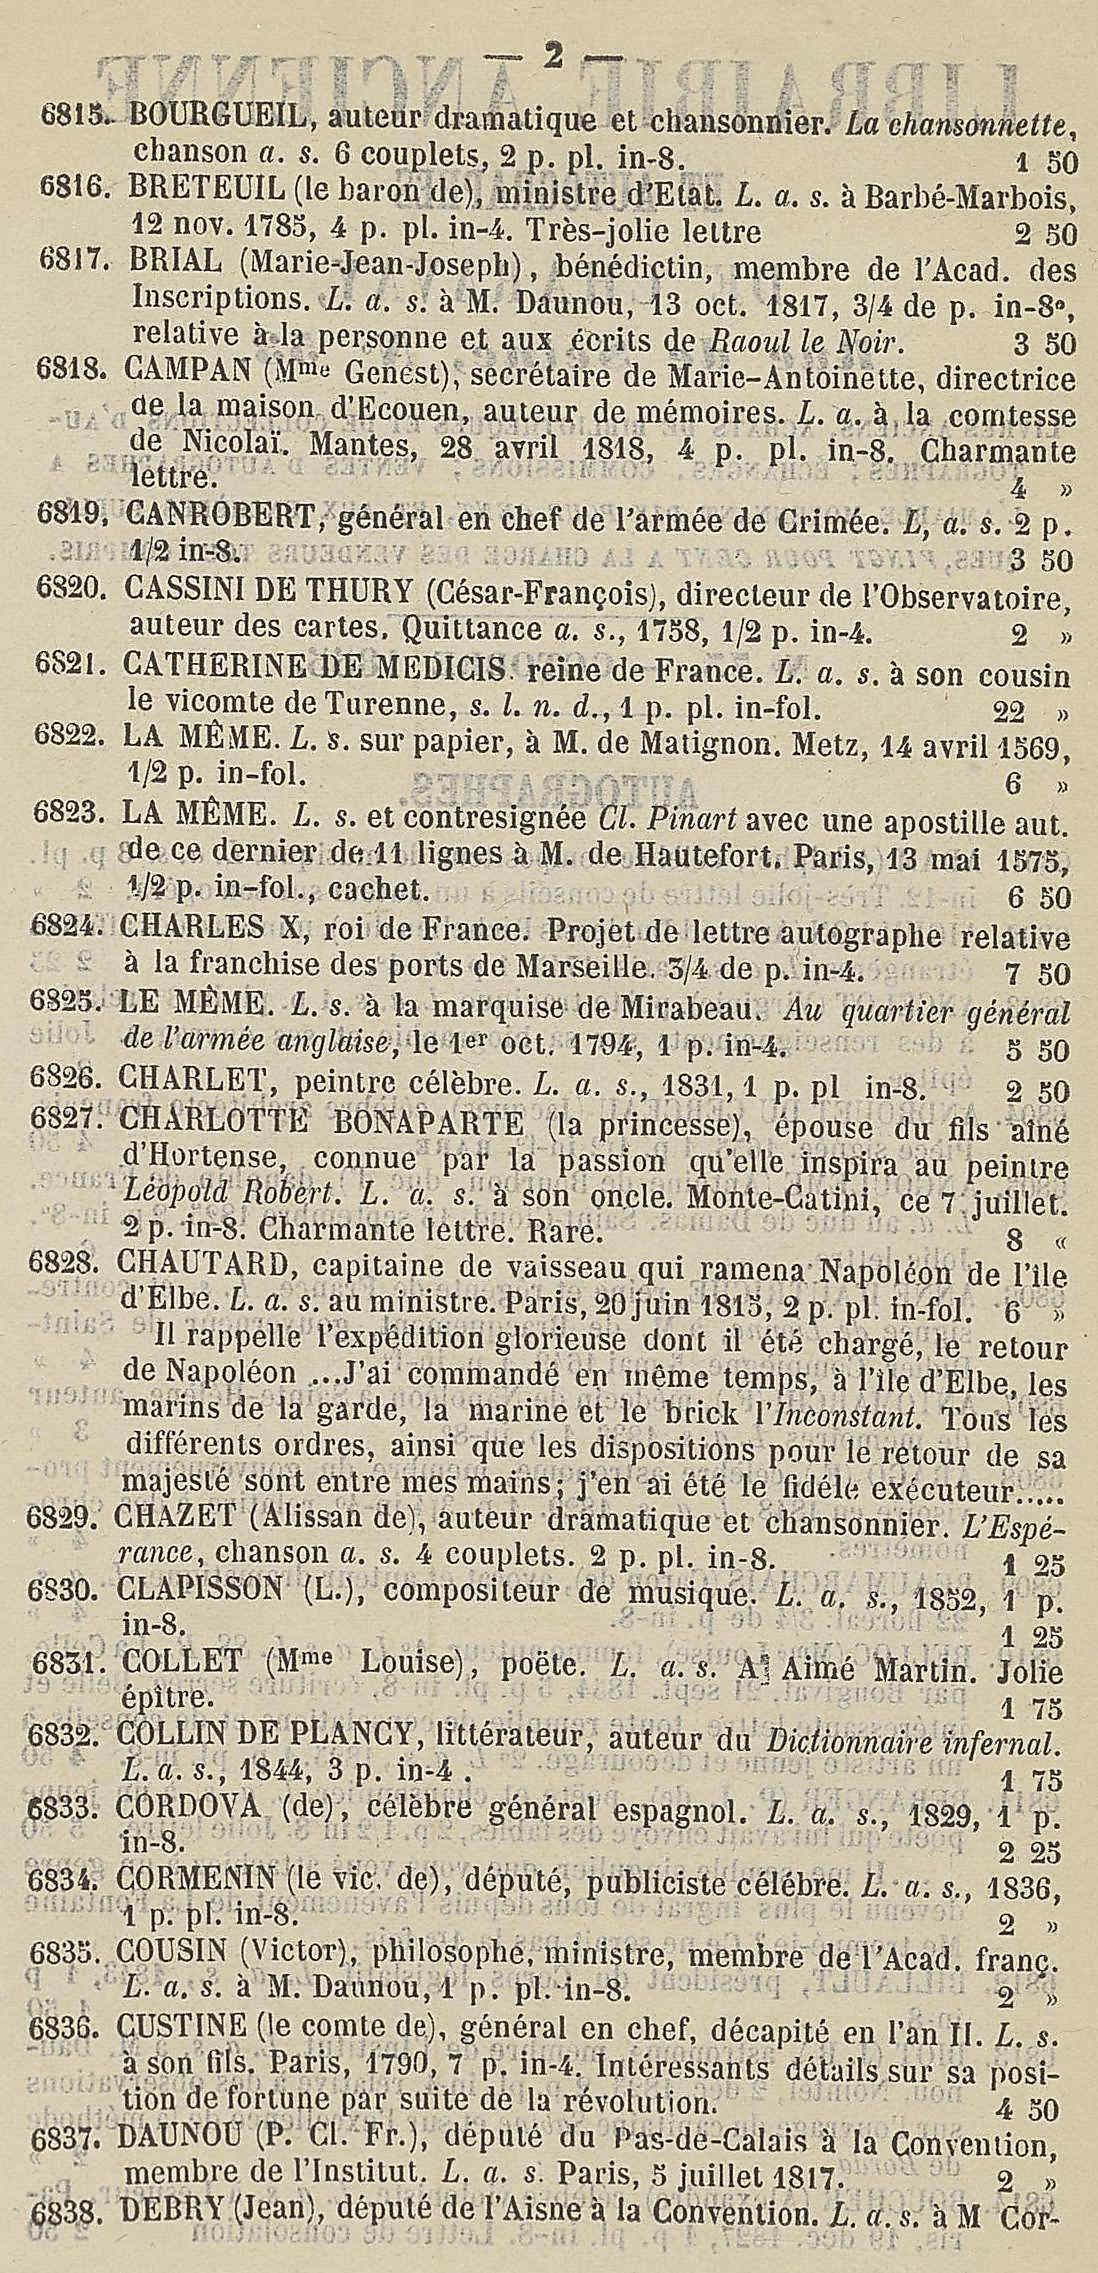 — 2 —
6815. BOURGUEIL, auteur dramatique et chansonnier. La chansonnette,
chanson a. s. 6 couplets, 2 p. pl. in-8. 1 50
6816. BRETEUIL (le baron de), ministre d'Etat. L. a. s. à Barbé-Marbois,
12 nov. 1785, 4 p. pl. in-4. Très-jolie lettre 2 50
6817. BRIAL (Marie-Jean-Joseph), bénédictin, membre de l'Acad. des
Inscriptions. L. a. s. à M. Daunou, 13 oct. 1817, 3/4 de p. in-8º,
relative à la personne et aux écrits de Raoul le Noir. 3 50
6818. CAMPAN (Mme Genest), secrétaire de Marie-Antoinette, directrice
de la maison d'Ecouen, auteur de mémoires. L. a. à la comtesse
de Nicolaï. Mantes, 28 avril 1818, 4 p. pl. in-8. Charmante
lettre. 4 »
6819, CANROBERT, général en chef de l'armée de Crimée. L, a. s. 2 p.
1/2 in-8. 3 50
6820. CASSINI DE THURY (César-François), directeur de l'Observatoire,
auteur des cartes. Quittance a. s., 1758, 1/2 p. in-4. 2 »
6821. CATHERINE DE MEDICIS. reine de France. L. a. s. à son cousin
le vicomte de Turenne, s. l. n. d., 1 p. pl. in-fol. 22 »
6822. LA MÊME. L. s. sur papier, à M. de Matignon. Metz, 14 avril 1569,
1/2 p. in-fol. 6 »
6823. LA MÊME. L. s. et contresignée Cl. Pinart avec une apostille aut.
de ce dernier de 11 lignes à M. de Hautefort. Paris, 13 mai 1575,
1/2 p. in-fol., cachet. 6 50
6824. CHARLES X, roi de France. Projet de lettre autographe relative
à la franchise des ports de Marseille. 3/4 de p. in-4. 7 50
6825. LE MÊME. L. s. à la marquise de Mirabeau. Au quartier général
de l'armée anglaise, le 1er oct. 1794, 1 p. in-4. 5 50
6826. CHARLET, peintre célèbre. L. a. s., 1831, 1 p. pl in-8. 2 50
6827. CHARLOTTE BONAPARTE (la princesse), épouse du fils aîné
d'Hortense, connue par la passion qu'elle inspira au peintre
Léopold Robert. L. a. s. à son oncle. Monte-Catini, ce 7 juillet.
2 p. in-8. Charmante lettre. Rare. 8 «
6828. CHAUTARD, capitaine de vaisseau qui ramena Napoléon de l'île
d'Elbe. L. a. s. au ministre. Paris, 20 juin 1815, 2 p. pl. in-fol. 6 »
Il rappelle l'expédition glorieuse dont il été chargé, le retour
de Napoléon ...J'ai commandé en même temps, à l'île d'Elbe, les
marins de la garde, la marine et le brick l'Inconstant. Tous les
différents ordres, ainsi que les dispositions pour le retour de sa
majesté sont entre mes mains; j'en ai été le fidéle exécuteur.....
6829. CHAZET (Alissan de), auteur dramatique et chansonnier. L'Espé-
rance, chanson a. s. 4 couplets. 2 p. pl. in-8. 1 25
6830. CLAPISSON (L.), compositeur de musique. L. a. s., 1852, 1 p.
in-8. 1 25
6831. COLLET (Mme Louise), poëte. L. a. s. A Aimé Martin. Jolie
épître. 1 75
6832. COLLIN DE PLANCY, littérateur, auteur du Dictionnaire infernal.
L. a. s., 1844, 3 p. in-4. 1 75
6833. CORDOVA (de), célèbre général espagnol. L. a. s., 1829, 1 p.
in-8. 2 25
6834. CORMENIN (le vic. de), député, publiciste célébre. L. a. s., 1836,
1 p. pl. in-8. 2 »
6835. COUSIN (Victor), philosophe, ministre, membre de l'Acad. franç.
L. a. s. à M. Daunou, 1 p. pl. in-8. 2 »
6836. CUSTINE (le comte de), général en chef, décapité en l'an II. L. s.
à son fils. Paris, 1790, 7 p. in-4. Intéressants détails sur sa posi-
tion de fortune par suite de la révolution. 4 50
6837. DAUNOU (P. Cl. Fr.), député du Pas-de-Calais à la Convention,
membre de l'Institut. L. a. s. Paris, 5 juillet 1817. 2 »
6838. DEBRY (Jean), député de l'Aisne à la Convention. L. a. s. à M Cor-